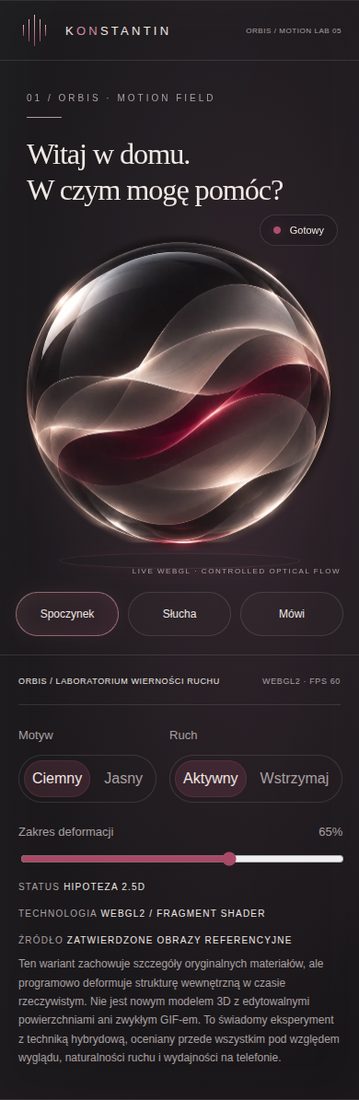 KONSTANTIN
ORBIS / MOTION LAB 05
01 / ORBIS · MOTION FIELD
Witaj w domu.
W czym mogę pomóc?
Gotowy
LIVE WEBGL · CONTROLLED OPTICAL FLOW
Spoczynek
Słucha
Mówi
ORBIS / LABORATORIUM WIERNOŚCI RUCHU
WEBGL2 · FPS 60
Motyw
Ruch
Ciemny
Jasny
Aktywny
Wstrzymaj
Zakres deformacji
65%
STATUS HIPOTEZA 2.5D
TECHNOLOGIA WEBGL2 / FRAGMENT SHADER
ŹRÓDŁO ZATWIERDZONE OBRAZY REFERENCYJNE
Ten wariant zachowuje szczegóły oryginalnych materiałów, ale
programowo deformuje strukturę wewnętrzną w czasie
rzeczywistym. Nie jest nowym modelem 3D z edytowalnymi
powierzchniami ani zwykłym GIF-em. To świadomy eksperyment
z techniką hybrydową, oceniany przede wszystkim pod względem
wyglądu, naturalności ruchu i wydajności na telefonie.